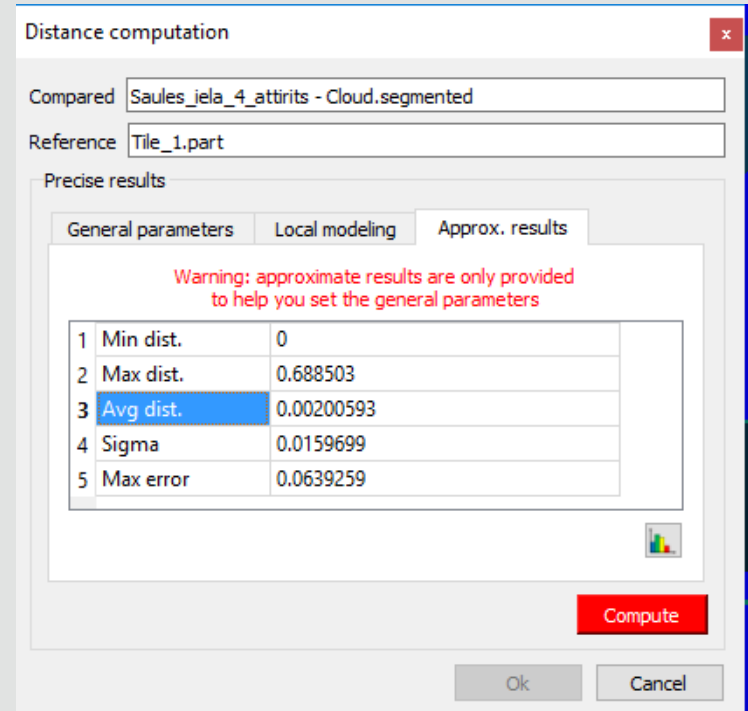 Distance computation
x
Compared Saules_iela_4_attirits - Cloud.segmented
Reference Tile_1.part
Precise results
General parameters Local modeling Approx. results
Warning: approximate results are only provided
to help you set the general parameters
1 Min dist. 0
2 Max dist. 0.688503
3 Avg dist. 0.00200593
4 Sigma 0.0159699
5 Max error 0.0639259
Compute
Ok Cancel